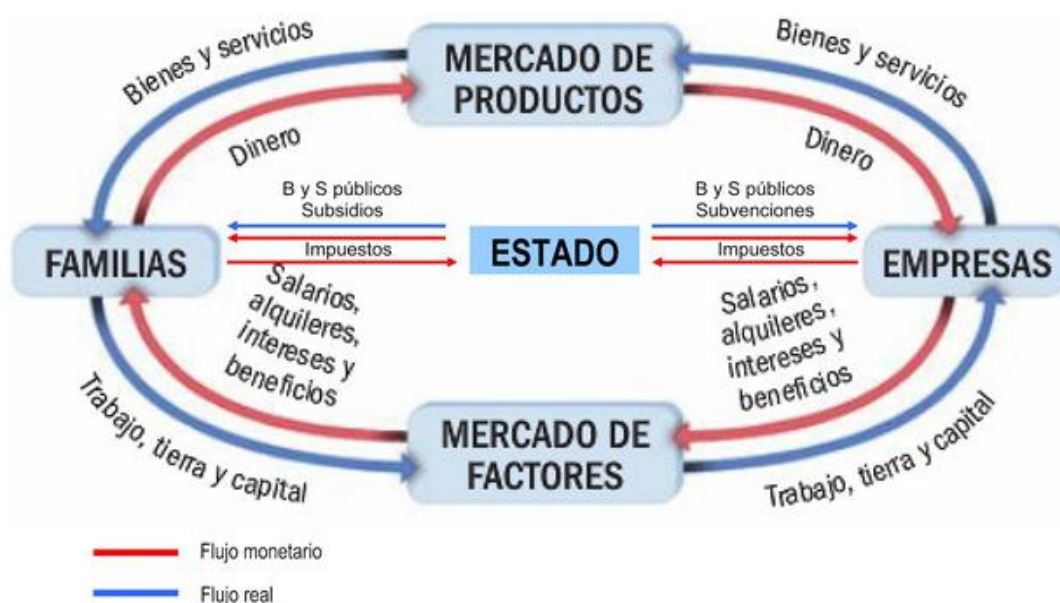 Bienes y servicios
MERCADO DE
PRODUCTOS
Bienes y servicios
Dinero
Dinero
B y S públicos
Subsidios
B y S públicos
Subvenciones
FAMILIAS
Impuestos
ESTADO
Impuestos
EMPRESAS
Salarios,
alquileres,
intereses y
beneficios
Salarios,
alquileres,
intereses y
beneficios
Trabajo, tierra y capital
MERCADO DE
FACTORES
Trabajo, tierra y capital
Flujo monetario
Flujo real